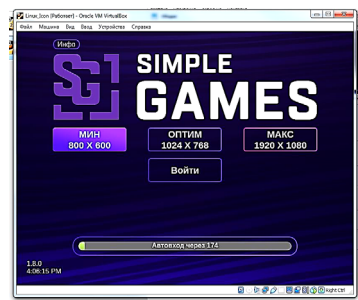 Linux_Icon [Работает] - Oracle VM VirtualBox
Файл Машина Вид Ввод Устройства Справка
Инфо
SIMPLE
GAMES
МИН
800 X 600
ОПТИМ
1024 X 768
МАКС
1920 X 1080
Войти
Автовход через 174
1.8.0
4:06:15 PM
Right Ctrl